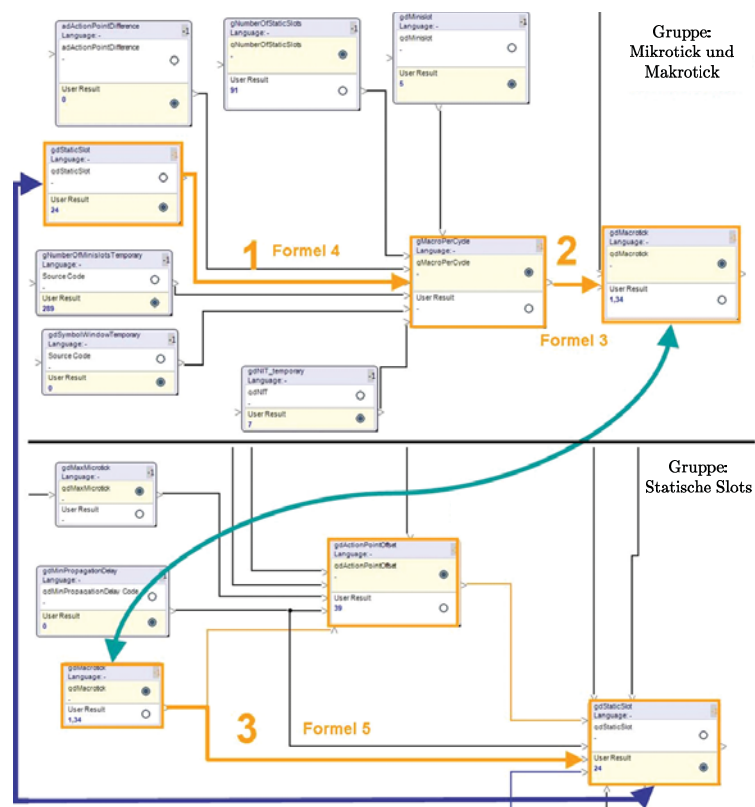 adActionPointDifference
Language: -
adActionPointDifference
-
User Result
0
gNumberOfStaticSlots
Language: -
gNumberOfStaticSlots
-
User Result
91
gdMinislot
Language: -
gdMinislot
-
User Result
5
Gruppe:
Mikrotick und
Makrotick
gdStaticSlot
Language: -
gdStaticSlot
-
User Result
24
gNumberOfMinislotsTemporary
Language: -
Source Code
-
User Result
289
gdSymbolWindowTemporary
Language: -
Source Code
-
User Result
0
gdNIT_temporary
Language: -
gdNIT
-
User Result
7
1
Formel 4
gMacroPerCycle
Language: -
gMacroPerCycle
-
User Result
-
2
Formel 3
gdMacrotick
Language: -
gdMacrotick
-
User Result
1,34
Gruppe:
Statische Slots
gdMaxMicrotick
Language: -
gdMaxMicrotick
-
User Result
-
gdMinPropagationDelay
Language: -
gdMinPropagationDelay Code
-
User Result
0
gdActionPointOffset
Language: -
gdActionPointOffset
-
User Result
39
gdMacrotick
Language: -
gdMacrotick
-
User Result
1,34
3
Formel 5
gdStaticSlot
Language: -
gdStaticSlot
-
User Result
24